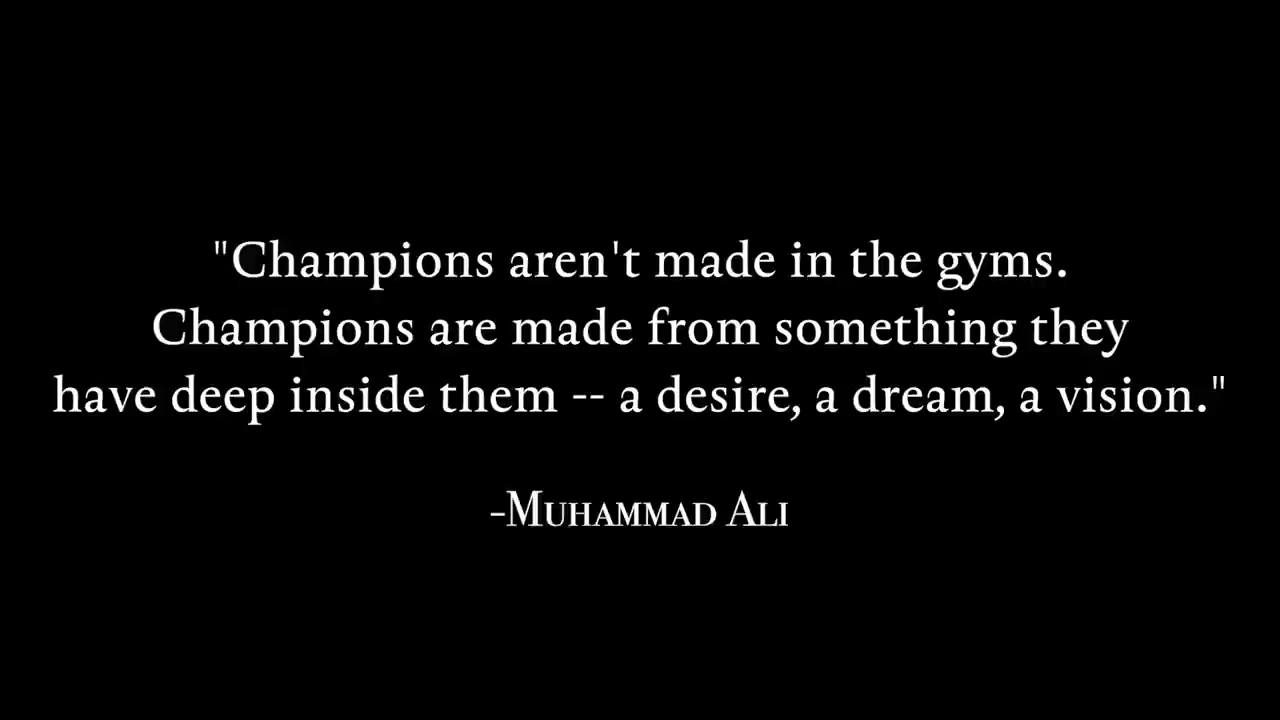 "Champions aren't made in the gyms.
Champions are made from something they
have deep inside them -- a desire, a dream, a vision."
-Muhammad Ali